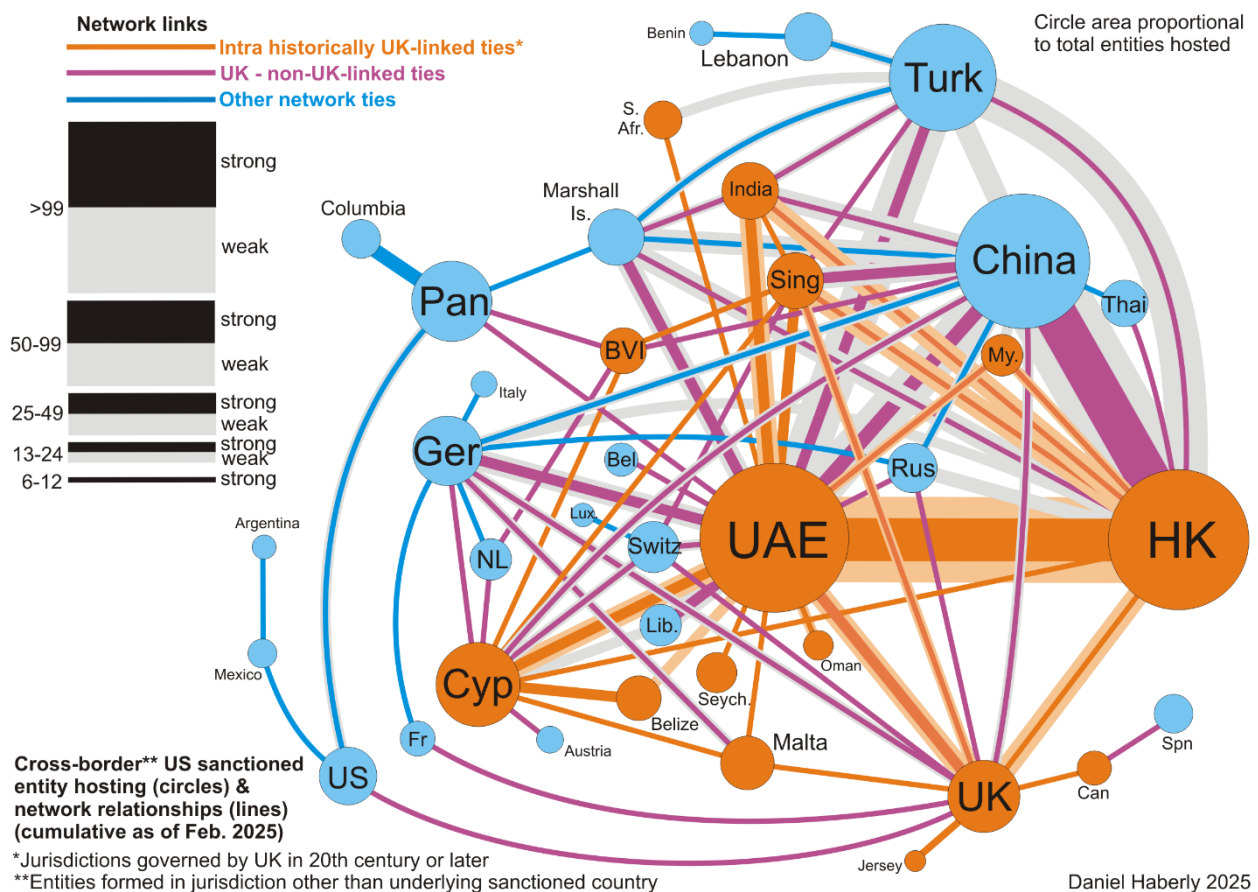 Network links
Intra historically UK-linked ties*
UK - non-UK-linked ties
Other network ties
strong
>99
weak
strong
50-99
weak
strong
25-49
weak
strong
13-24
weak
6-12
strong
Circle area proportional
to total entities hosted
Benin
Lebanon
Turk
S.
Afr.
Columbia
Marshall
Is.
India
China
Sing
Pan
Thai
BVI
My.
Italy
Ger
Bel
Rus
Argentina
Lux.
UAE
HK
NL
Switz
Lib.
Mexico
Oman
Cyp
Seych.
Belize
Fr
Austria
Malta
Spn
US
UK
Can
Jersey
Cross-border** US sanctioned
entity hosting (circles) &
network relationships (lines)
(cumulative as of Feb. 2025)
*Jurisdictions governed by UK in 20th century or later
**Entities formed in jurisdiction other than underlying sanctioned country
Daniel Haberly 2025